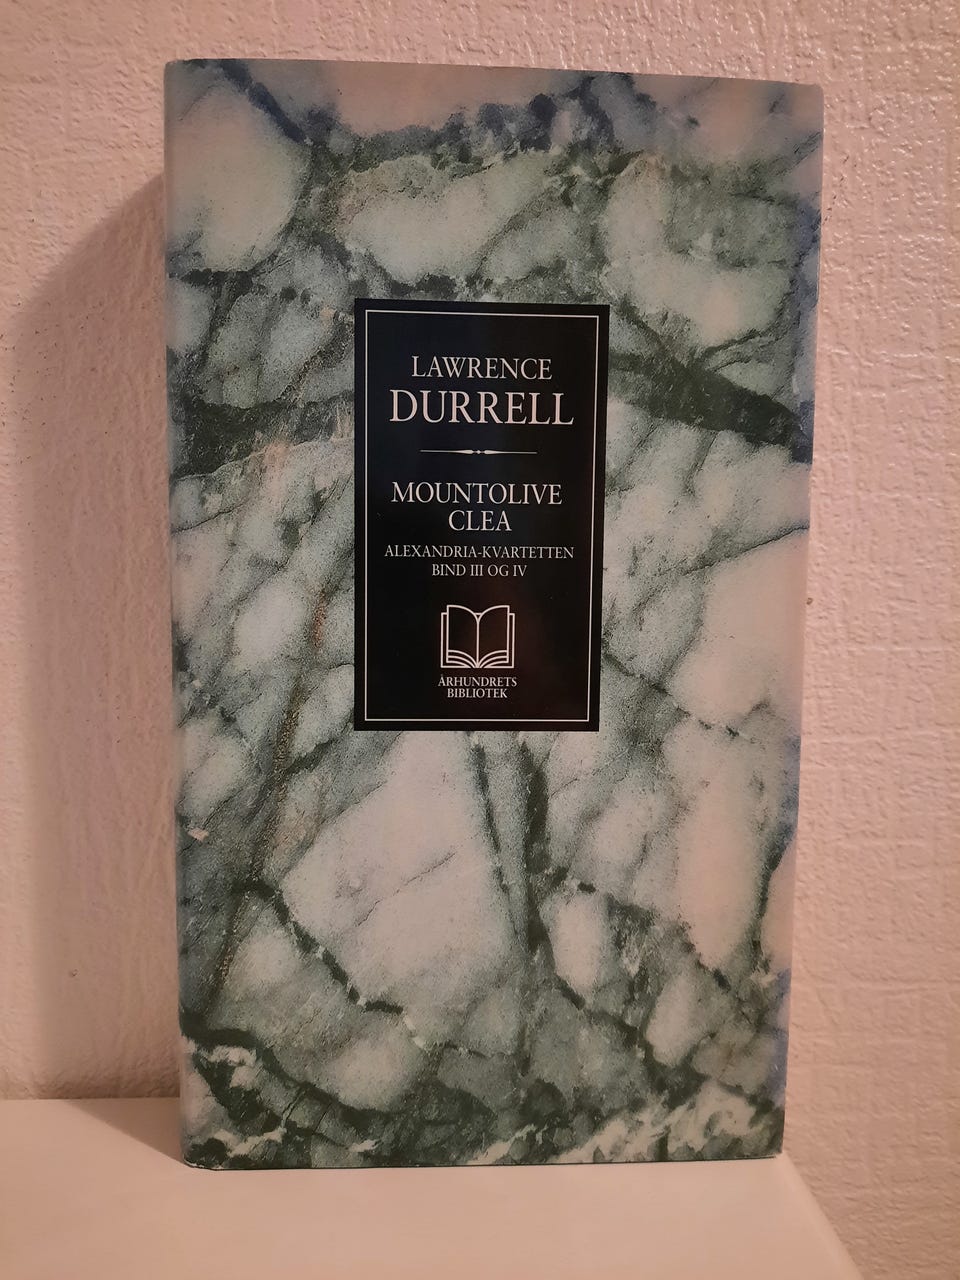 LAWRENCE
DURRELL
MOUNTOLIVE
CLEA
ALEXANDRIA-KVARTETTEN
BIND III OG IV
ÅRHUNDRETS
BIBLIOTEK